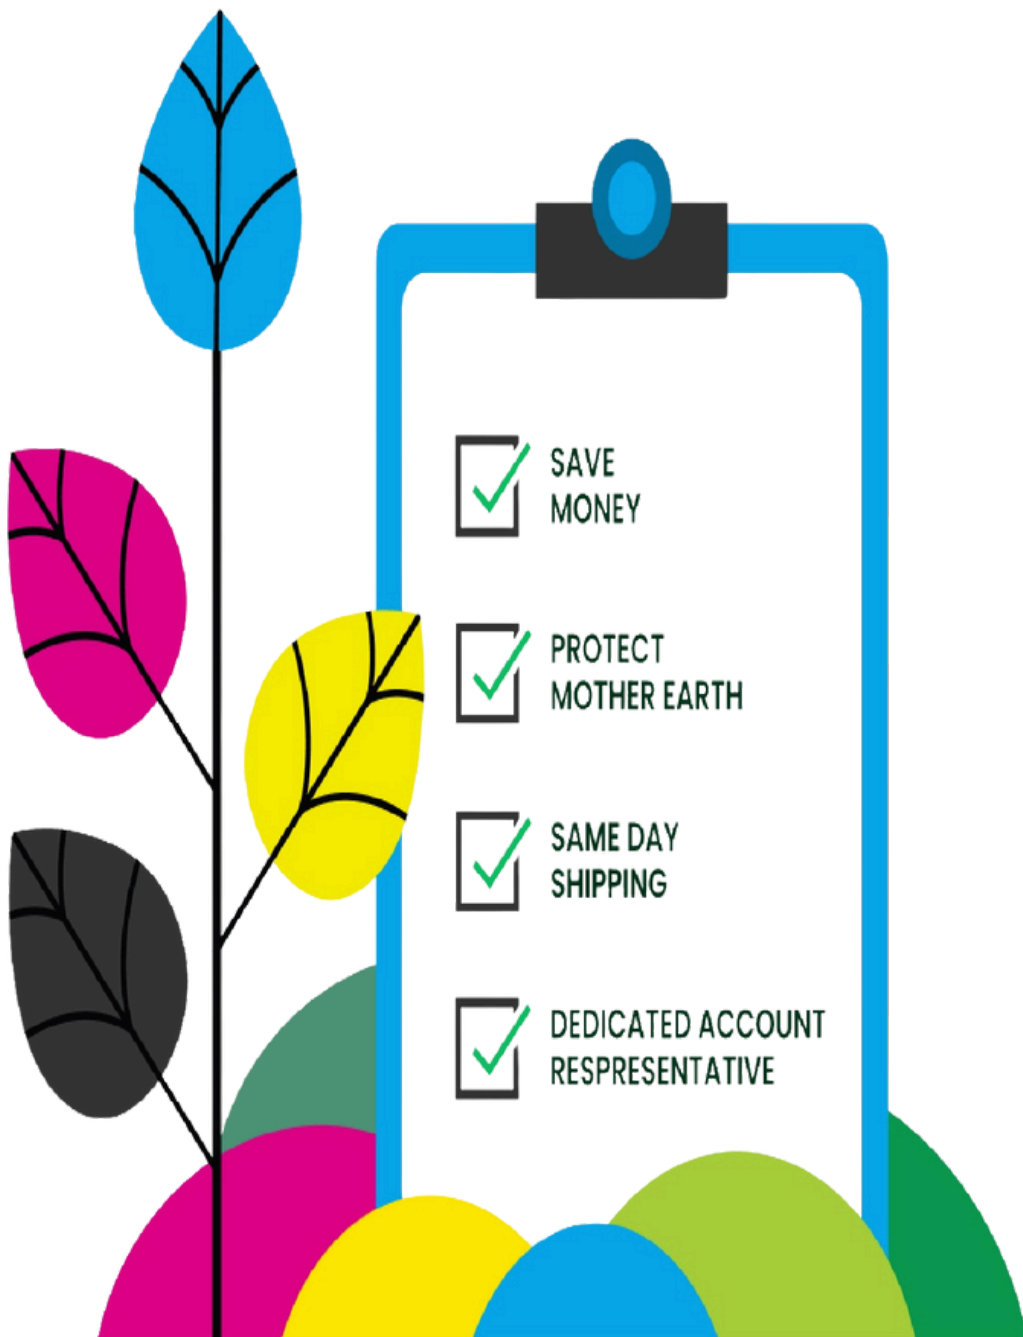 SAVE
MONEY
PROTECT
MOTHER EARTH
SAME DAY
SHIPPING
DEDICATED ACCOUNT
RESPRESENTATIVE